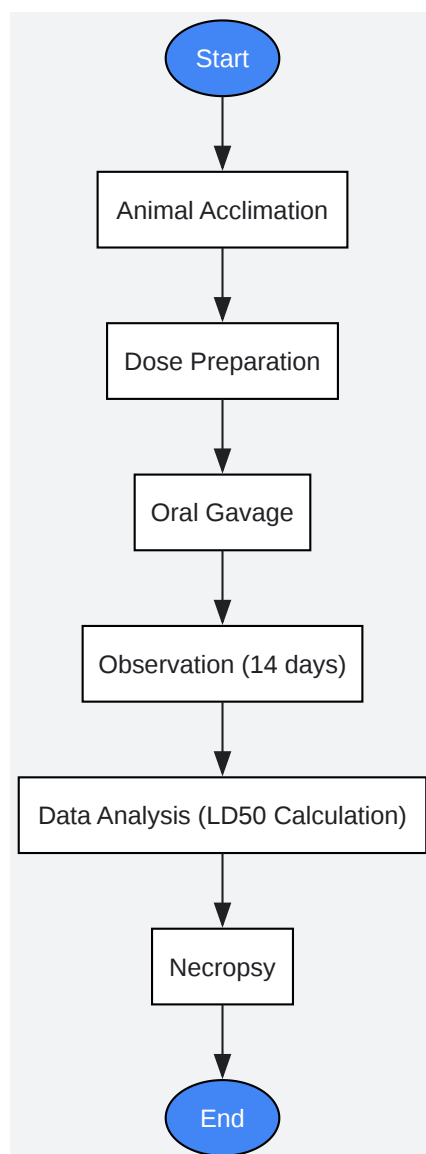 Start
Animal Acclimation
Dose Preparation
Oral Gavage
Observation (14 days)
Data Analysis (LD50 Calculation)
Necropsy
End